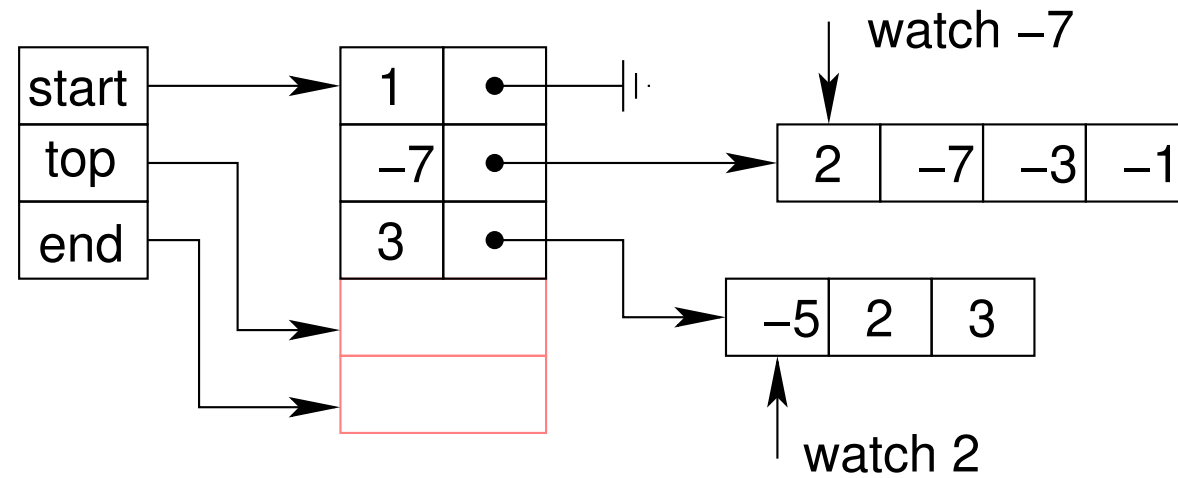 watch −7
start
1
top
−7
2 −7 −3 −1
end
3
−5 2 3
watch 2